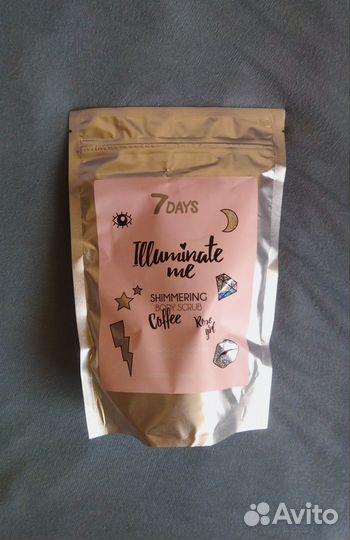 7DAYS
Illuminate
me
SHIMMERING
BODY SCRUB
Coffee Rose
girl
Avito